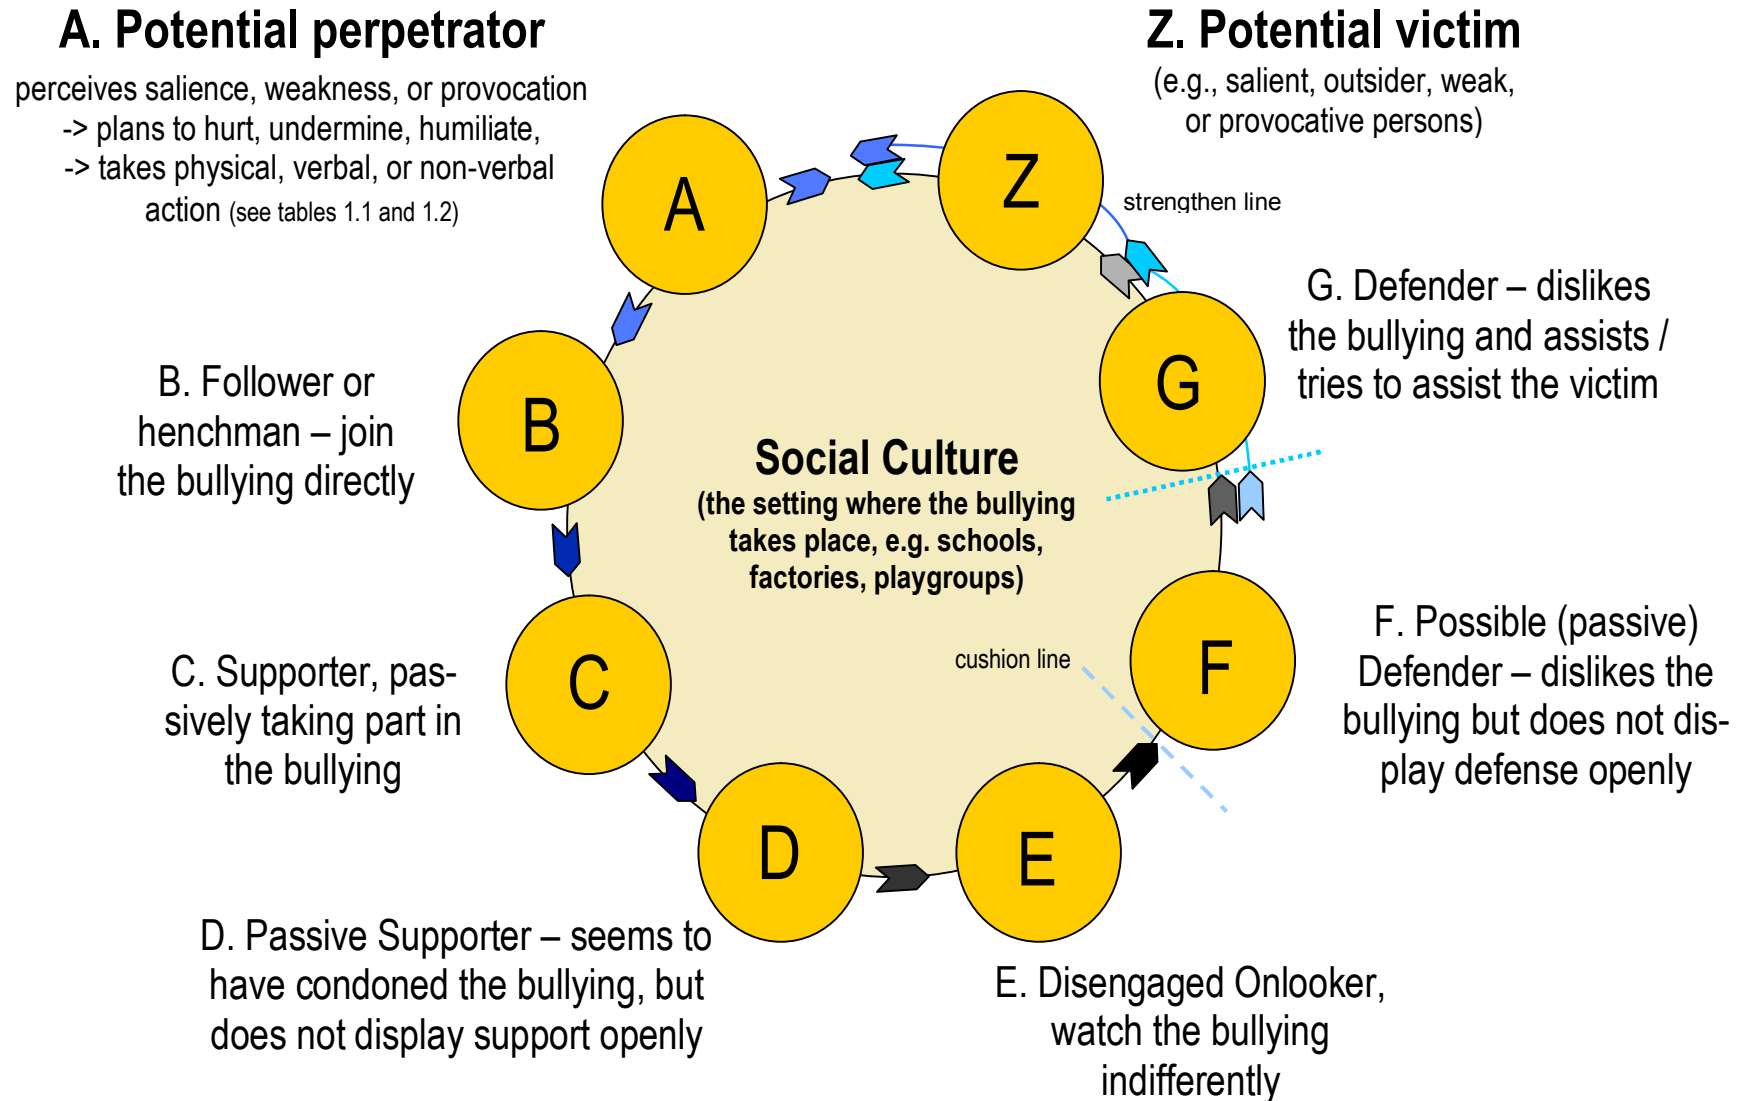 A. Potential perpetrator
perceives salience, weakness, or provocation
-> plans to hurt, undermine, humiliate,
-> takes physical, verbal, or non-verbal
action (see tables 1.1 and 1.2)
Z. Potential victim
(e.g., salient, outsider, weak,
or provocative persons)
A
Z
strengthen line
G. Defender – dislikes
the bullying and assists /
tries to assist the victim
G
B. Follower or
henchman – join
the bullying directly
B
Social Culture
(the setting where the bullying
takes place, e.g. schools,
factories, playgroups)
C. Supporter, pas-
sively taking part in
the bullying
C
cushion line
F
F. Possible (passive)
Defender – dislikes the
bullying but does not dis-
play defense openly
D
E
D. Passive Supporter – seems to
have condoned the bullying, but
does not display support openly
E. Disengaged Onlooker,
watch the bullying
indifferently